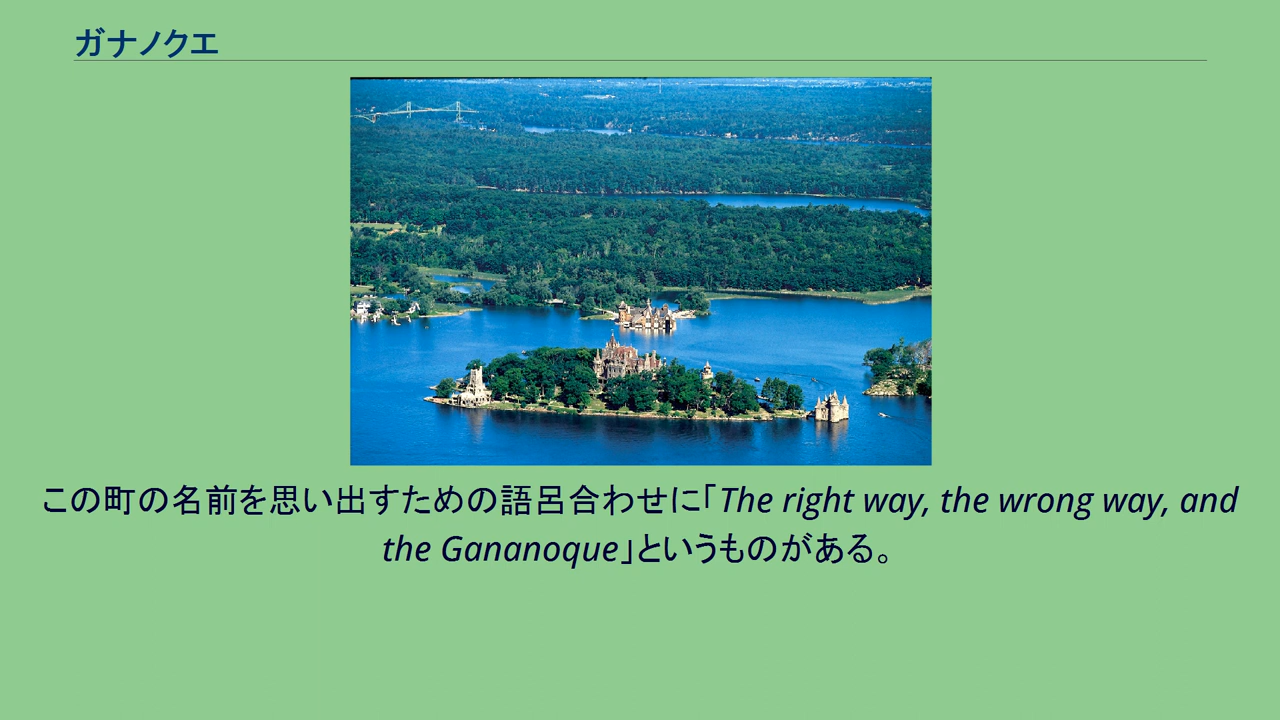 ガナノクエ
この町の名前を思い出すための語呂合わせに「The right way, the wrong way, and
the Gananoque」というものがある。